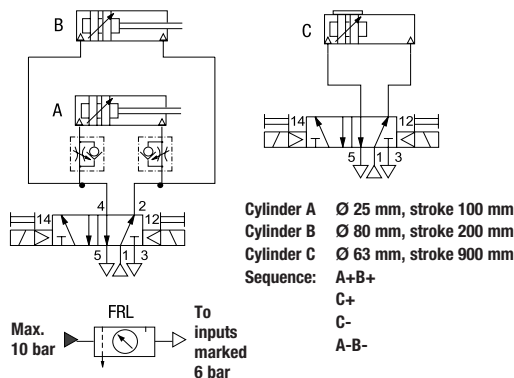 B
A
4 2
14 12
5 1 3
C
14 12
5 1 3
Cylinder A Ø 25 mm, stroke 100 mm
Cylinder B Ø 80 mm, stroke 200 mm
Cylinder C Ø 63 mm, stroke 900 mm
Sequence: A+B+
C+
C-
A-B-
FRL
Max.
10 bar
To
inputs
marked
6 bar